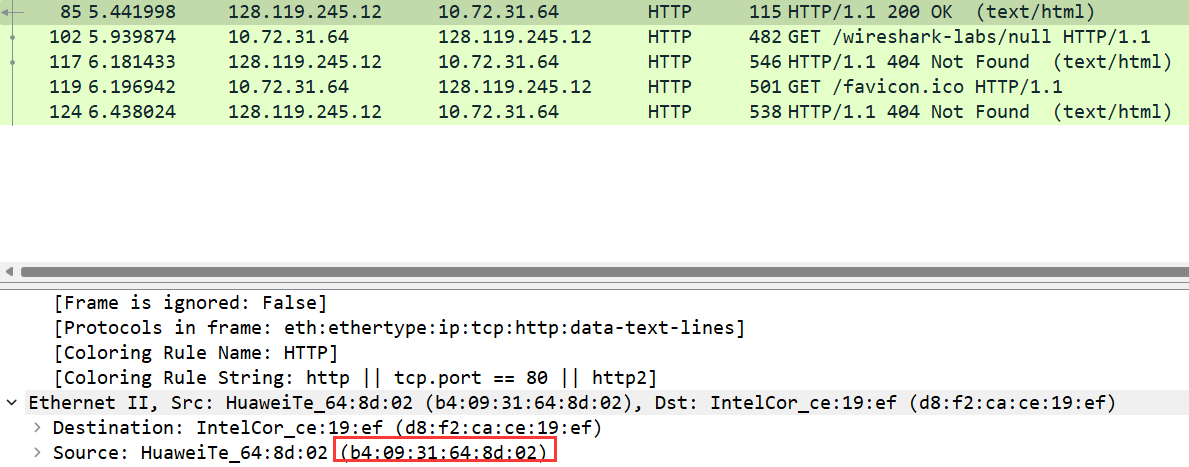 85 5.441998 128.119.245.12 10.72.31.64 HTTP 115 HTTP/1.1 200 OK (text/html)
102 5.939874 10.72.31.64 128.119.245.12 HTTP 482 GET /wireshark-labs/null HTTP/1.1
117 6.181433 128.119.245.12 10.72.31.64 HTTP 546 HTTP/1.1 404 Not Found (text/html)
119 6.196942 10.72.31.64 128.119.245.12 HTTP 501 GET /favicon.ico HTTP/1.1
124 6.438024 128.119.245.12 10.72.31.64 HTTP 538 HTTP/1.1 404 Not Found (text/html)
[Frame is ignored: False]
[Protocols in frame: eth:ethertype:ip:tcp:http:data-text-lines]
[Coloring Rule Name: HTTP]
[Coloring Rule String: http || tcp.port == 80 || http2]
Ethernet II, Src: HuaweiTe_64:8d:02 (b4:09:31:64:8d:02), Dst: IntelCor_ce:19:ef (d8:f2:ca:ce:19:ef)
Destination: IntelCor_ce:19:ef (d8:f2:ca:ce:19:ef)
Source: HuaweiTe_64:8d:02 (b4:09:31:64:8d:02)